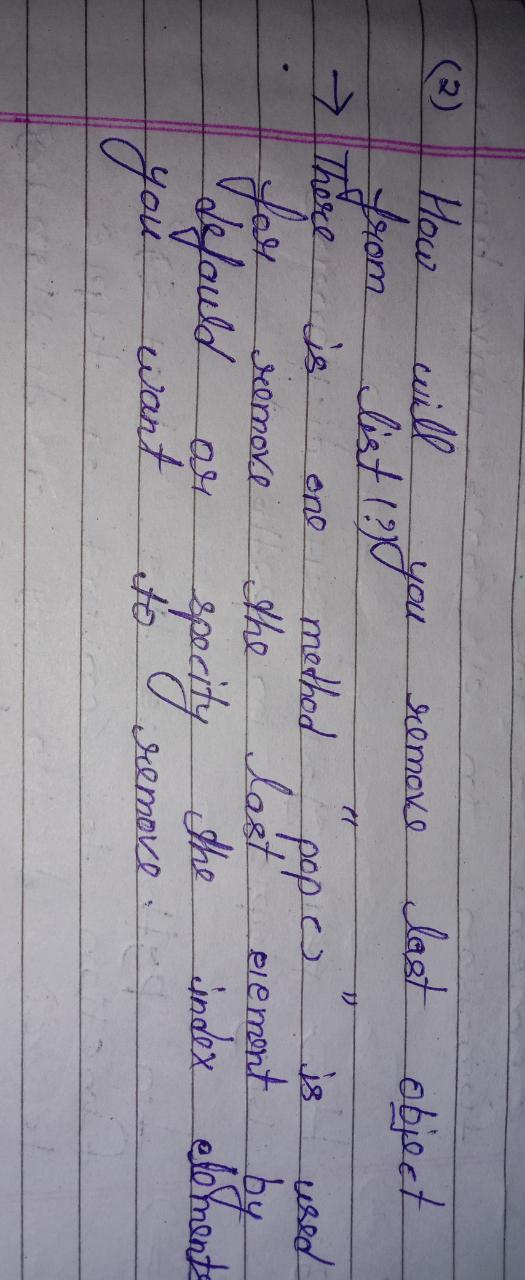 (2) How will you remove last object
from list (?)
→ There is one method "pop()" is used
for remove the last element by
defauld or specity the index elements
you want to remove.